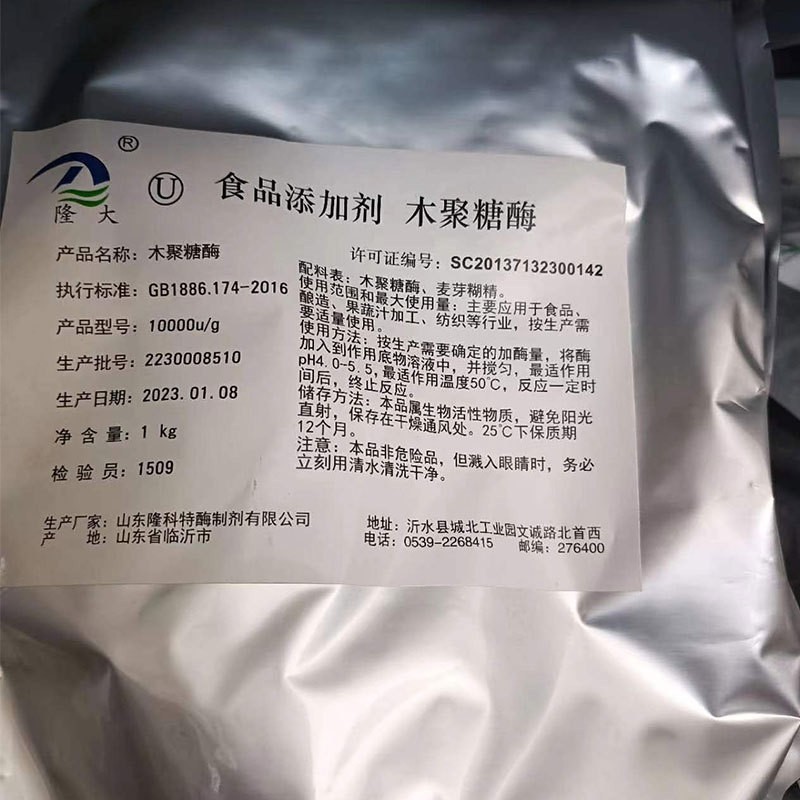 ®
隆大
U
食品添加剂 木聚糖酶
产品名称：木聚糖酶
执行标准：GB1886.174-2016
产品型号：10000u/g
生产批号：2230008510
生产日期：2023.01.08
净含量：1 kg
检验员：1509
许可证编号：SC20137132300142
配料表：木聚糖酶、麦芽糊精。
使用范围和最大使用量：主要应用于食品、
酿造、果蔬汁加工、纺织等行业，按生产需
要适量使用。
使用方法：按生产需要确定的加酶量，将酶
加入到作用底物溶液中，并搅匀，最适作用
pH4.0-5.5，最适作用温度50℃，反应一定时
间后，终止反应。
储存方法：本品属生物活性物质，避免阳光
直射，保存在干燥通风处。25℃下保质期
12个月。
注意：本品非危险品，但溅入眼睛时，务必
立刻用清水清洗干净。
生产厂家：山东隆科特酶制剂有限公司
产 地：山东省临沂市
地址：沂水县城北工业园文诚路北首西
电话：0539-2268415 邮编：276400